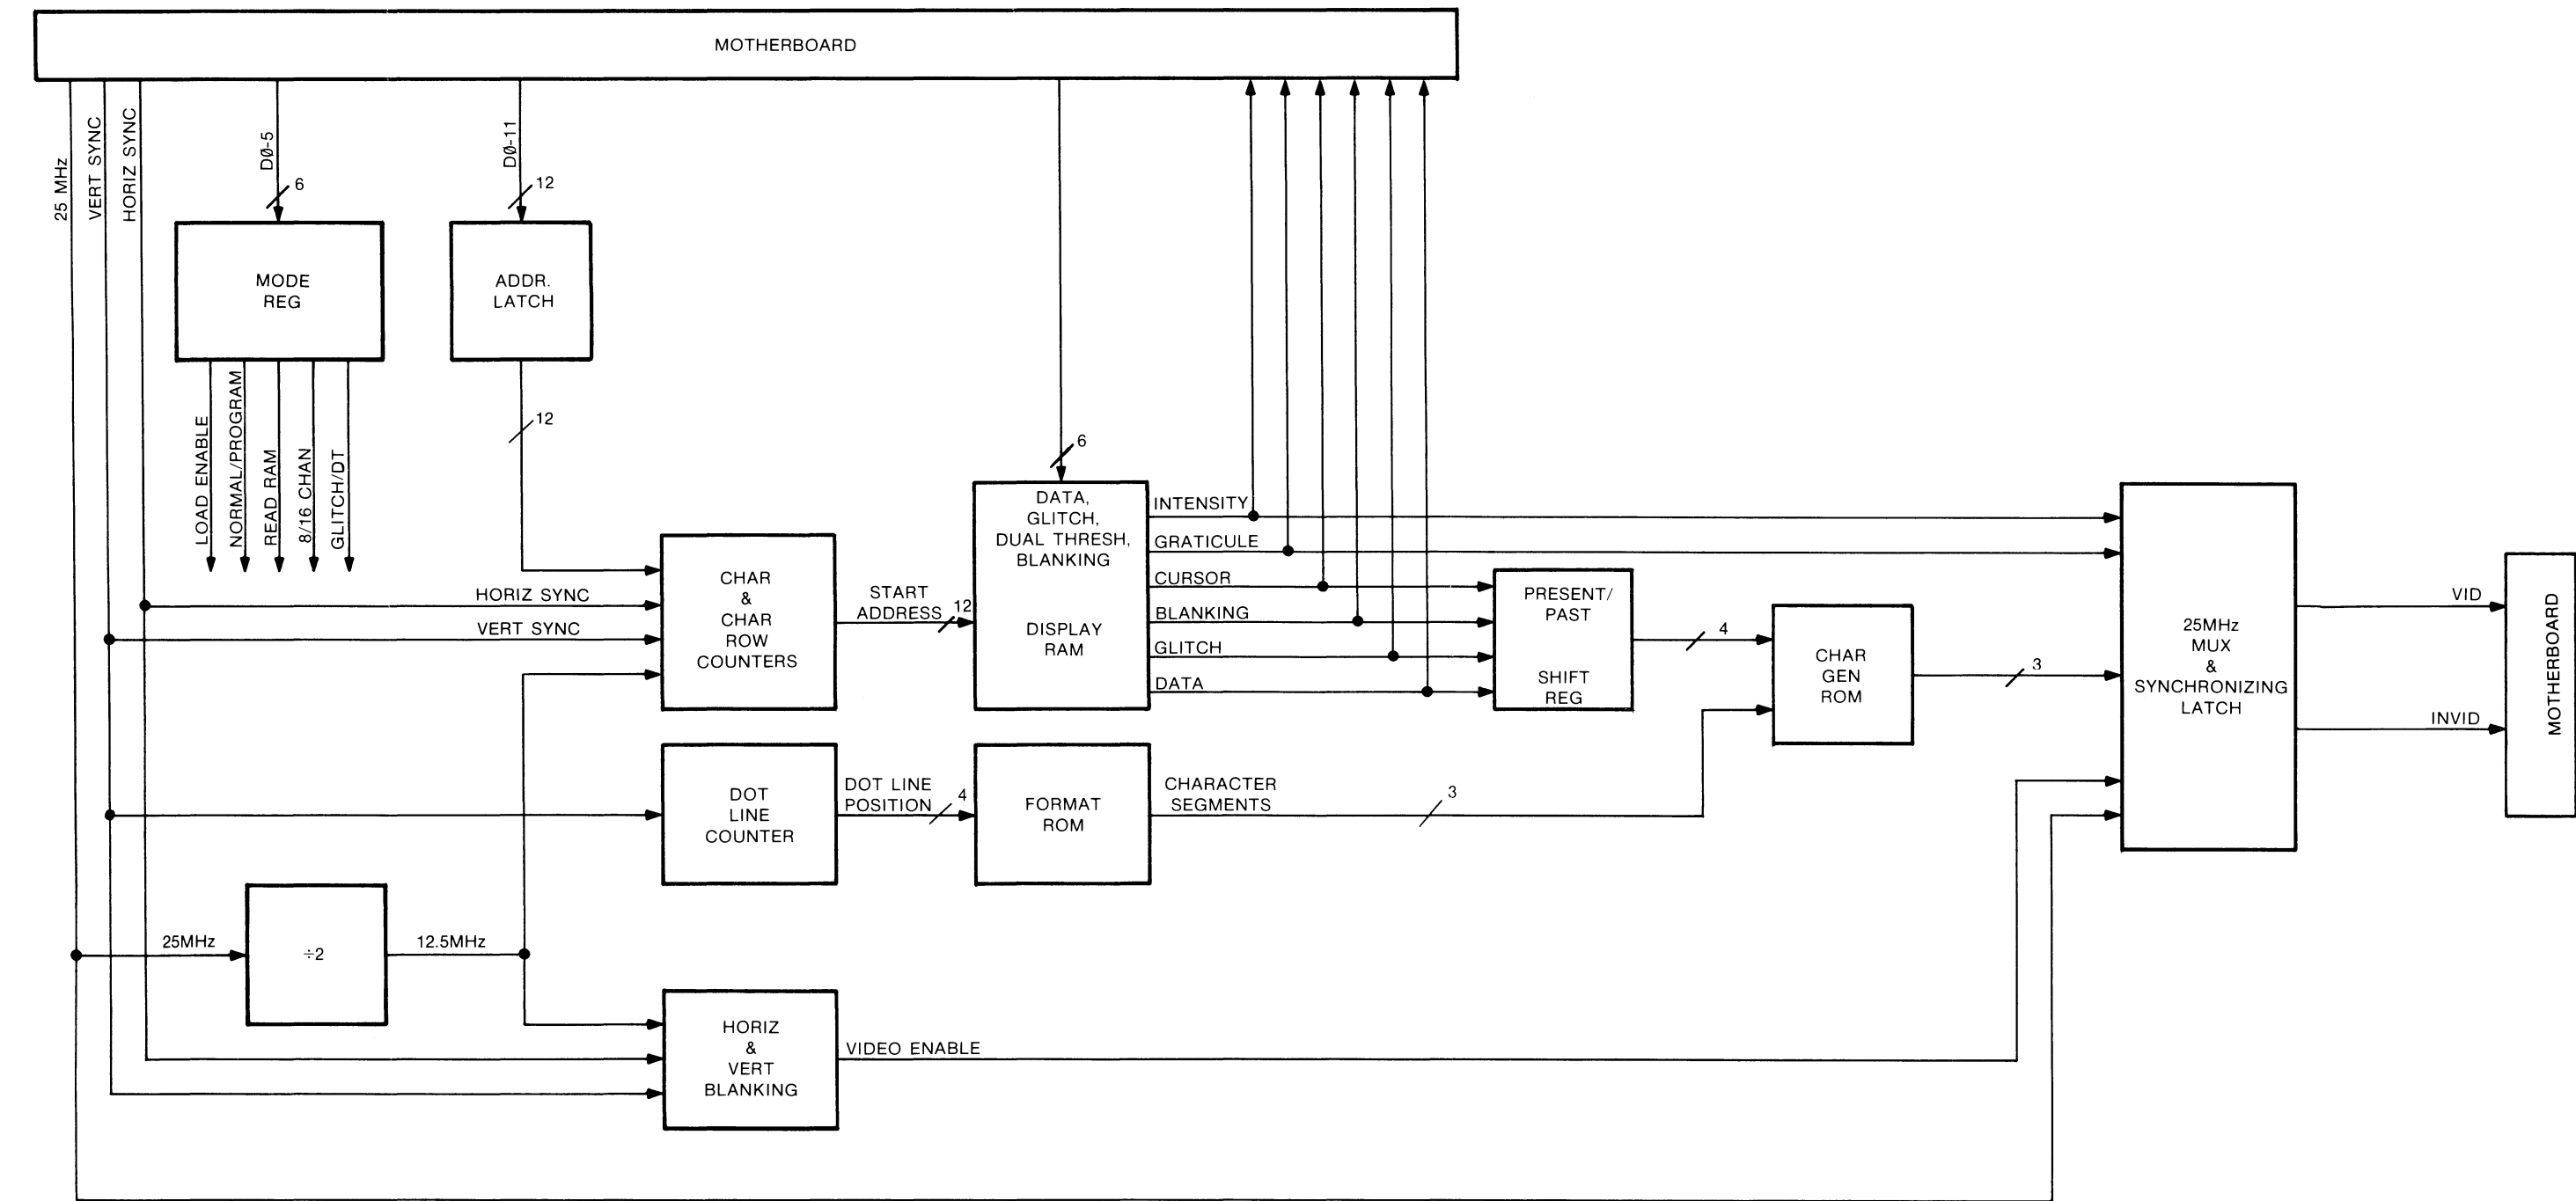 MOTHERBOARD
25 MHz
VERT SYNC
HORIZ SYNC
DØ-5
6
DØ-11
12
MODE
REG
ADDR.
LATCH
LOAD ENABLE
NORMAL/PROGRAM
READ RAM
8/16 CHAN
GLITCH/DT
12
6
HORIZ SYNC
VERT SYNC
CHAR
&
CHAR
ROW
COUNTERS
START
ADDRESS
12
DATA,
GLITCH,
DUAL THRESH,
BLANKING
DISPLAY
RAM
INTENSITY
GRATICULE
CURSOR
BLANKING
GLITCH
DATA
PRESENT/
PAST
SHIFT
REG
4
CHAR
GEN
ROM
3
25MHz
MUX
&
SYNCHRONIZING
LATCH
VID
INVID
MOTHERBOARD
DOT
LINE
COUNTER
DOT LINE
POSITION
4
FORMAT
ROM
CHARACTER
SEGMENTS
3
25MHz
÷2
12.5MHz
HORIZ
&
VERT
BLANKING
VIDEO ENABLE